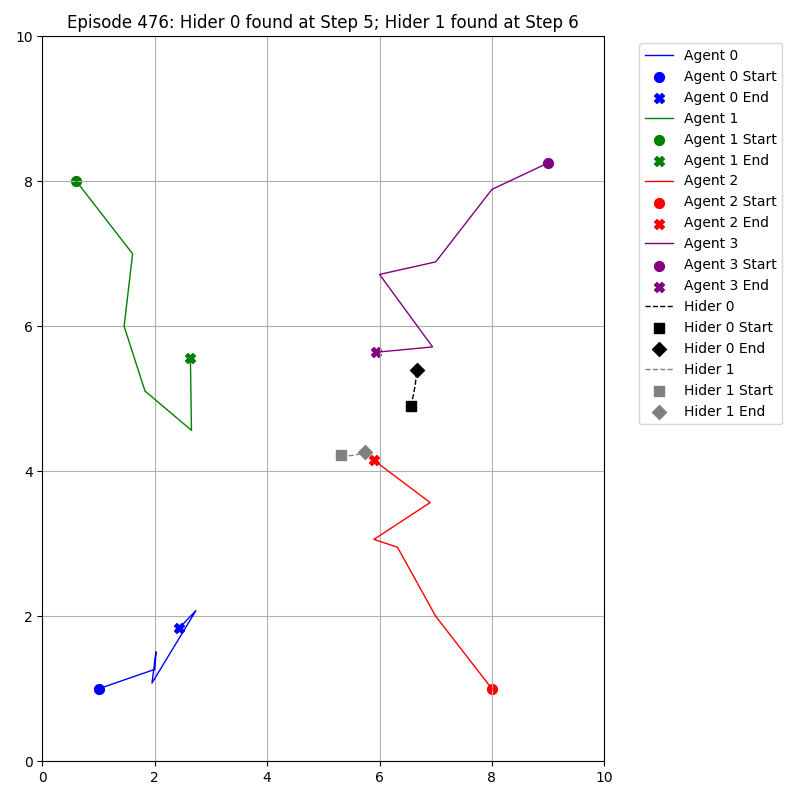 Episode 476: Hider 0 found at Step 5; Hider 1 found at Step 6
10
8
6
4
2
0
0 2 4 6 8 10
Agent 0
Agent 0 Start
Agent 0 End
Agent 1
Agent 1 Start
Agent 1 End
Agent 2
Agent 2 Start
Agent 2 End
Agent 3
Agent 3 Start
Agent 3 End
Hider 0
Hider 0 Start
Hider 0 End
Hider 1
Hider 1 Start
Hider 1 End